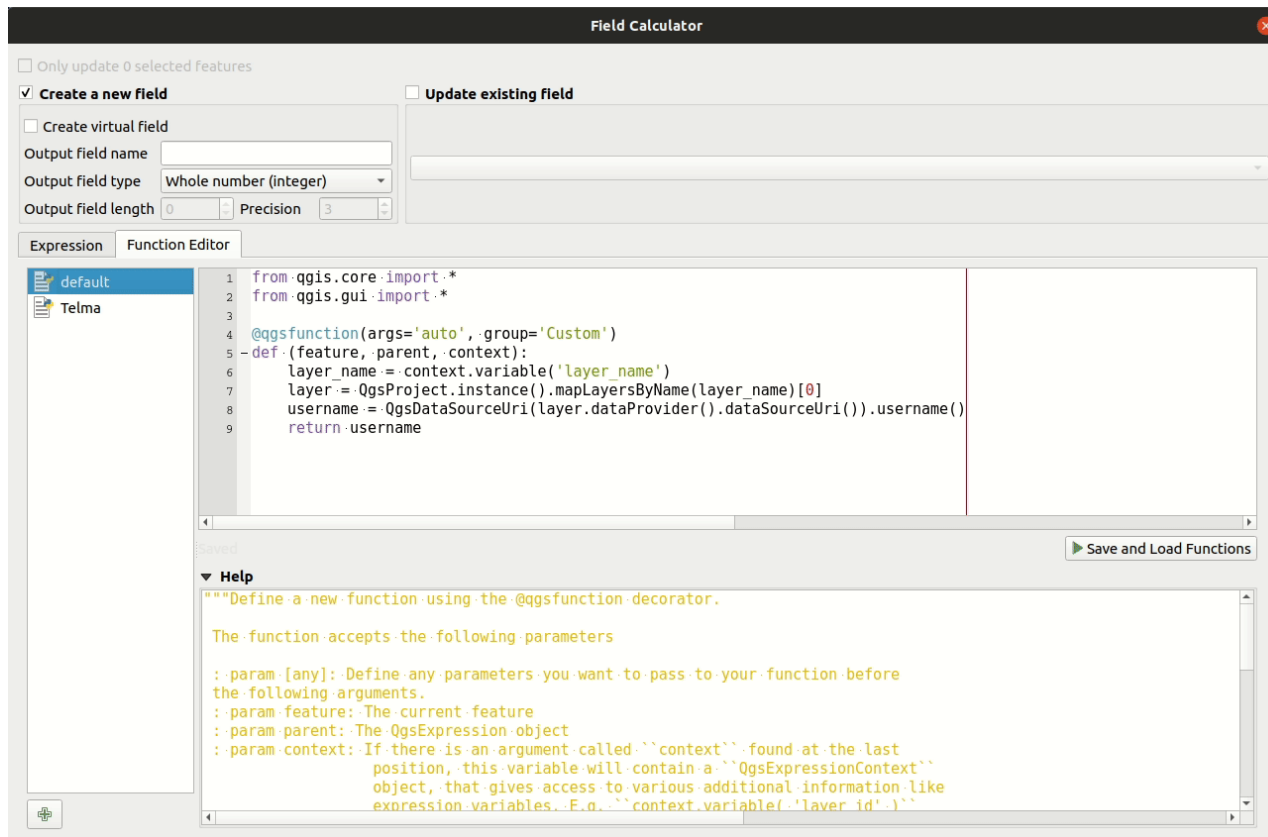 Field Calculator
Only update 0 selected features
Create a new field
Update existing field
Create virtual field
Output field name
Output field type Whole number (integer)
Output field length 0 Precision 3
Expression Function Editor
default
Telma
1 from qgis.core import *
2 from qgis.gui import *
3
4 @qgsfunction(args='auto', group='Custom')
5 def (feature, parent, context):
6 layer_name = context.variable('layer_name')
7 layer = QgsProject.instance().mapLayersByName(layer_name)[0]
8 username = QgsDataSourceUri(layer.dataProvider().dataSourceUri()).username()
9 return username
Saved
Save and Load Functions
Help
"""Define a new function using the @qgsfunction decorator.
The function accepts the following parameters
: param [any]: Define any parameters you want to pass to your function before
the following arguments.
: param feature: The current feature
: param parent: The QgsExpression object
: param context: If there is an argument called ``context`` found at the last
position, this variable will contain a ``QgsExpressionContext``
object, that gives access to various additional information like
expression variables. E.g. ``context.variable( 'layer_id' )``